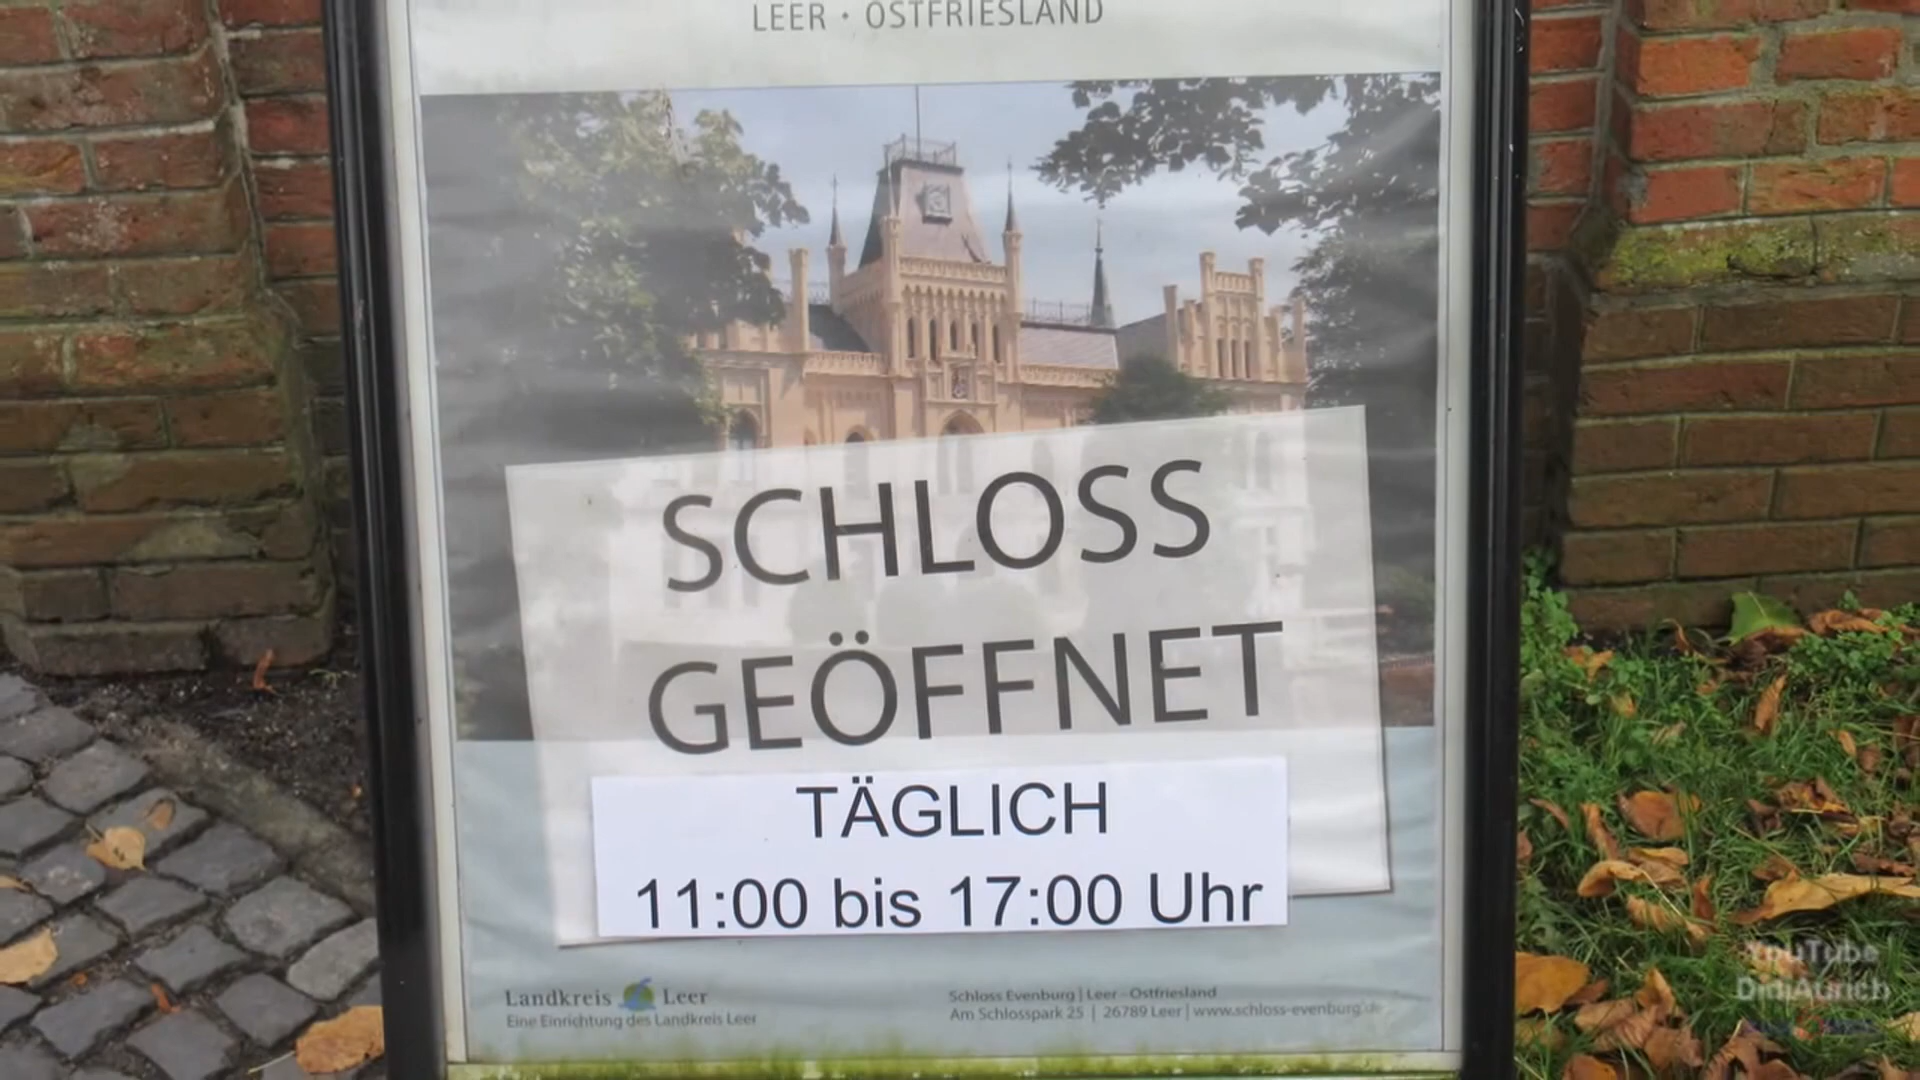 LEER · OSTFRIESLAND
SCHLOSS
GEÖFFNET
TÄGLICH
11:00 bis 17:00 Uhr
Landkreis Leer
Eine Einrichtung des Landkreis Leer
Schloss Evenburg | Leer - Ostfriesland
Am Schlosspark 25 | 26789 Leer | www.schloss-evenburg.de
YouTube
DidiAurich